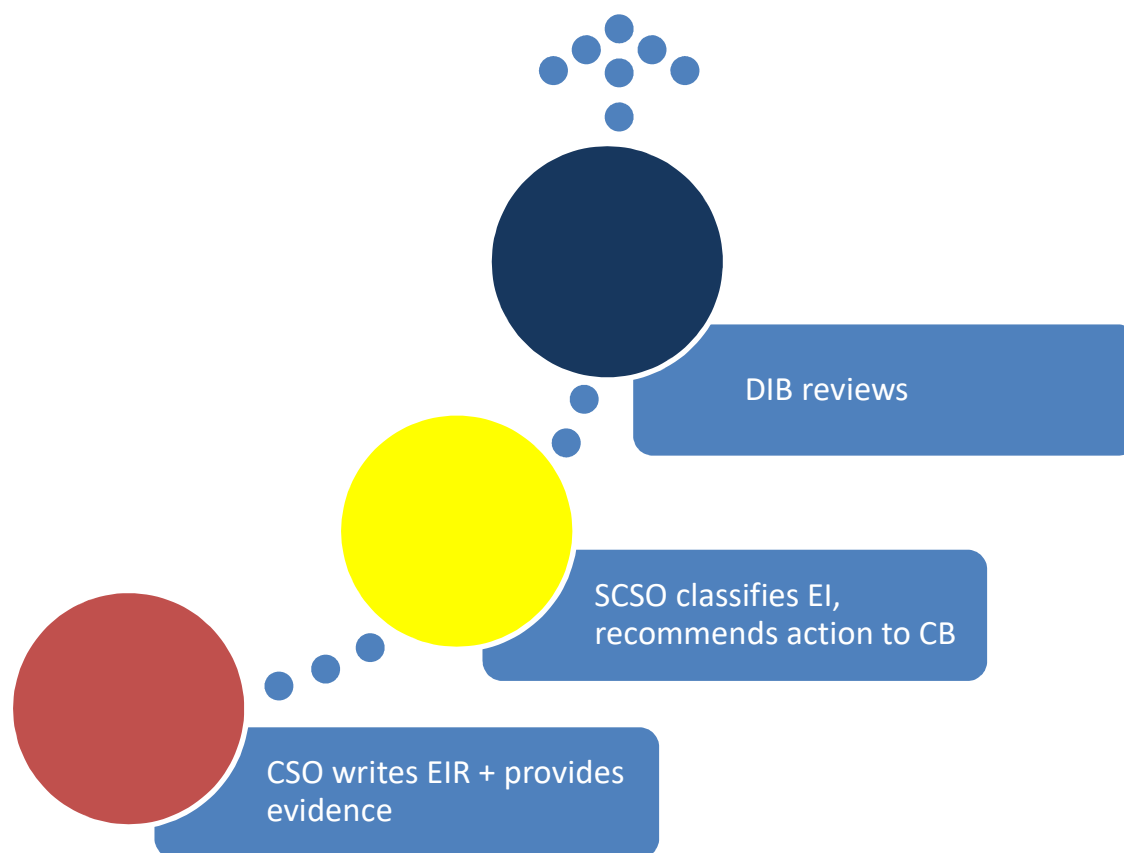 DIB reviews
SCSO classifies EI,
recommends action to CB
CSO writes EIR + provides
evidence